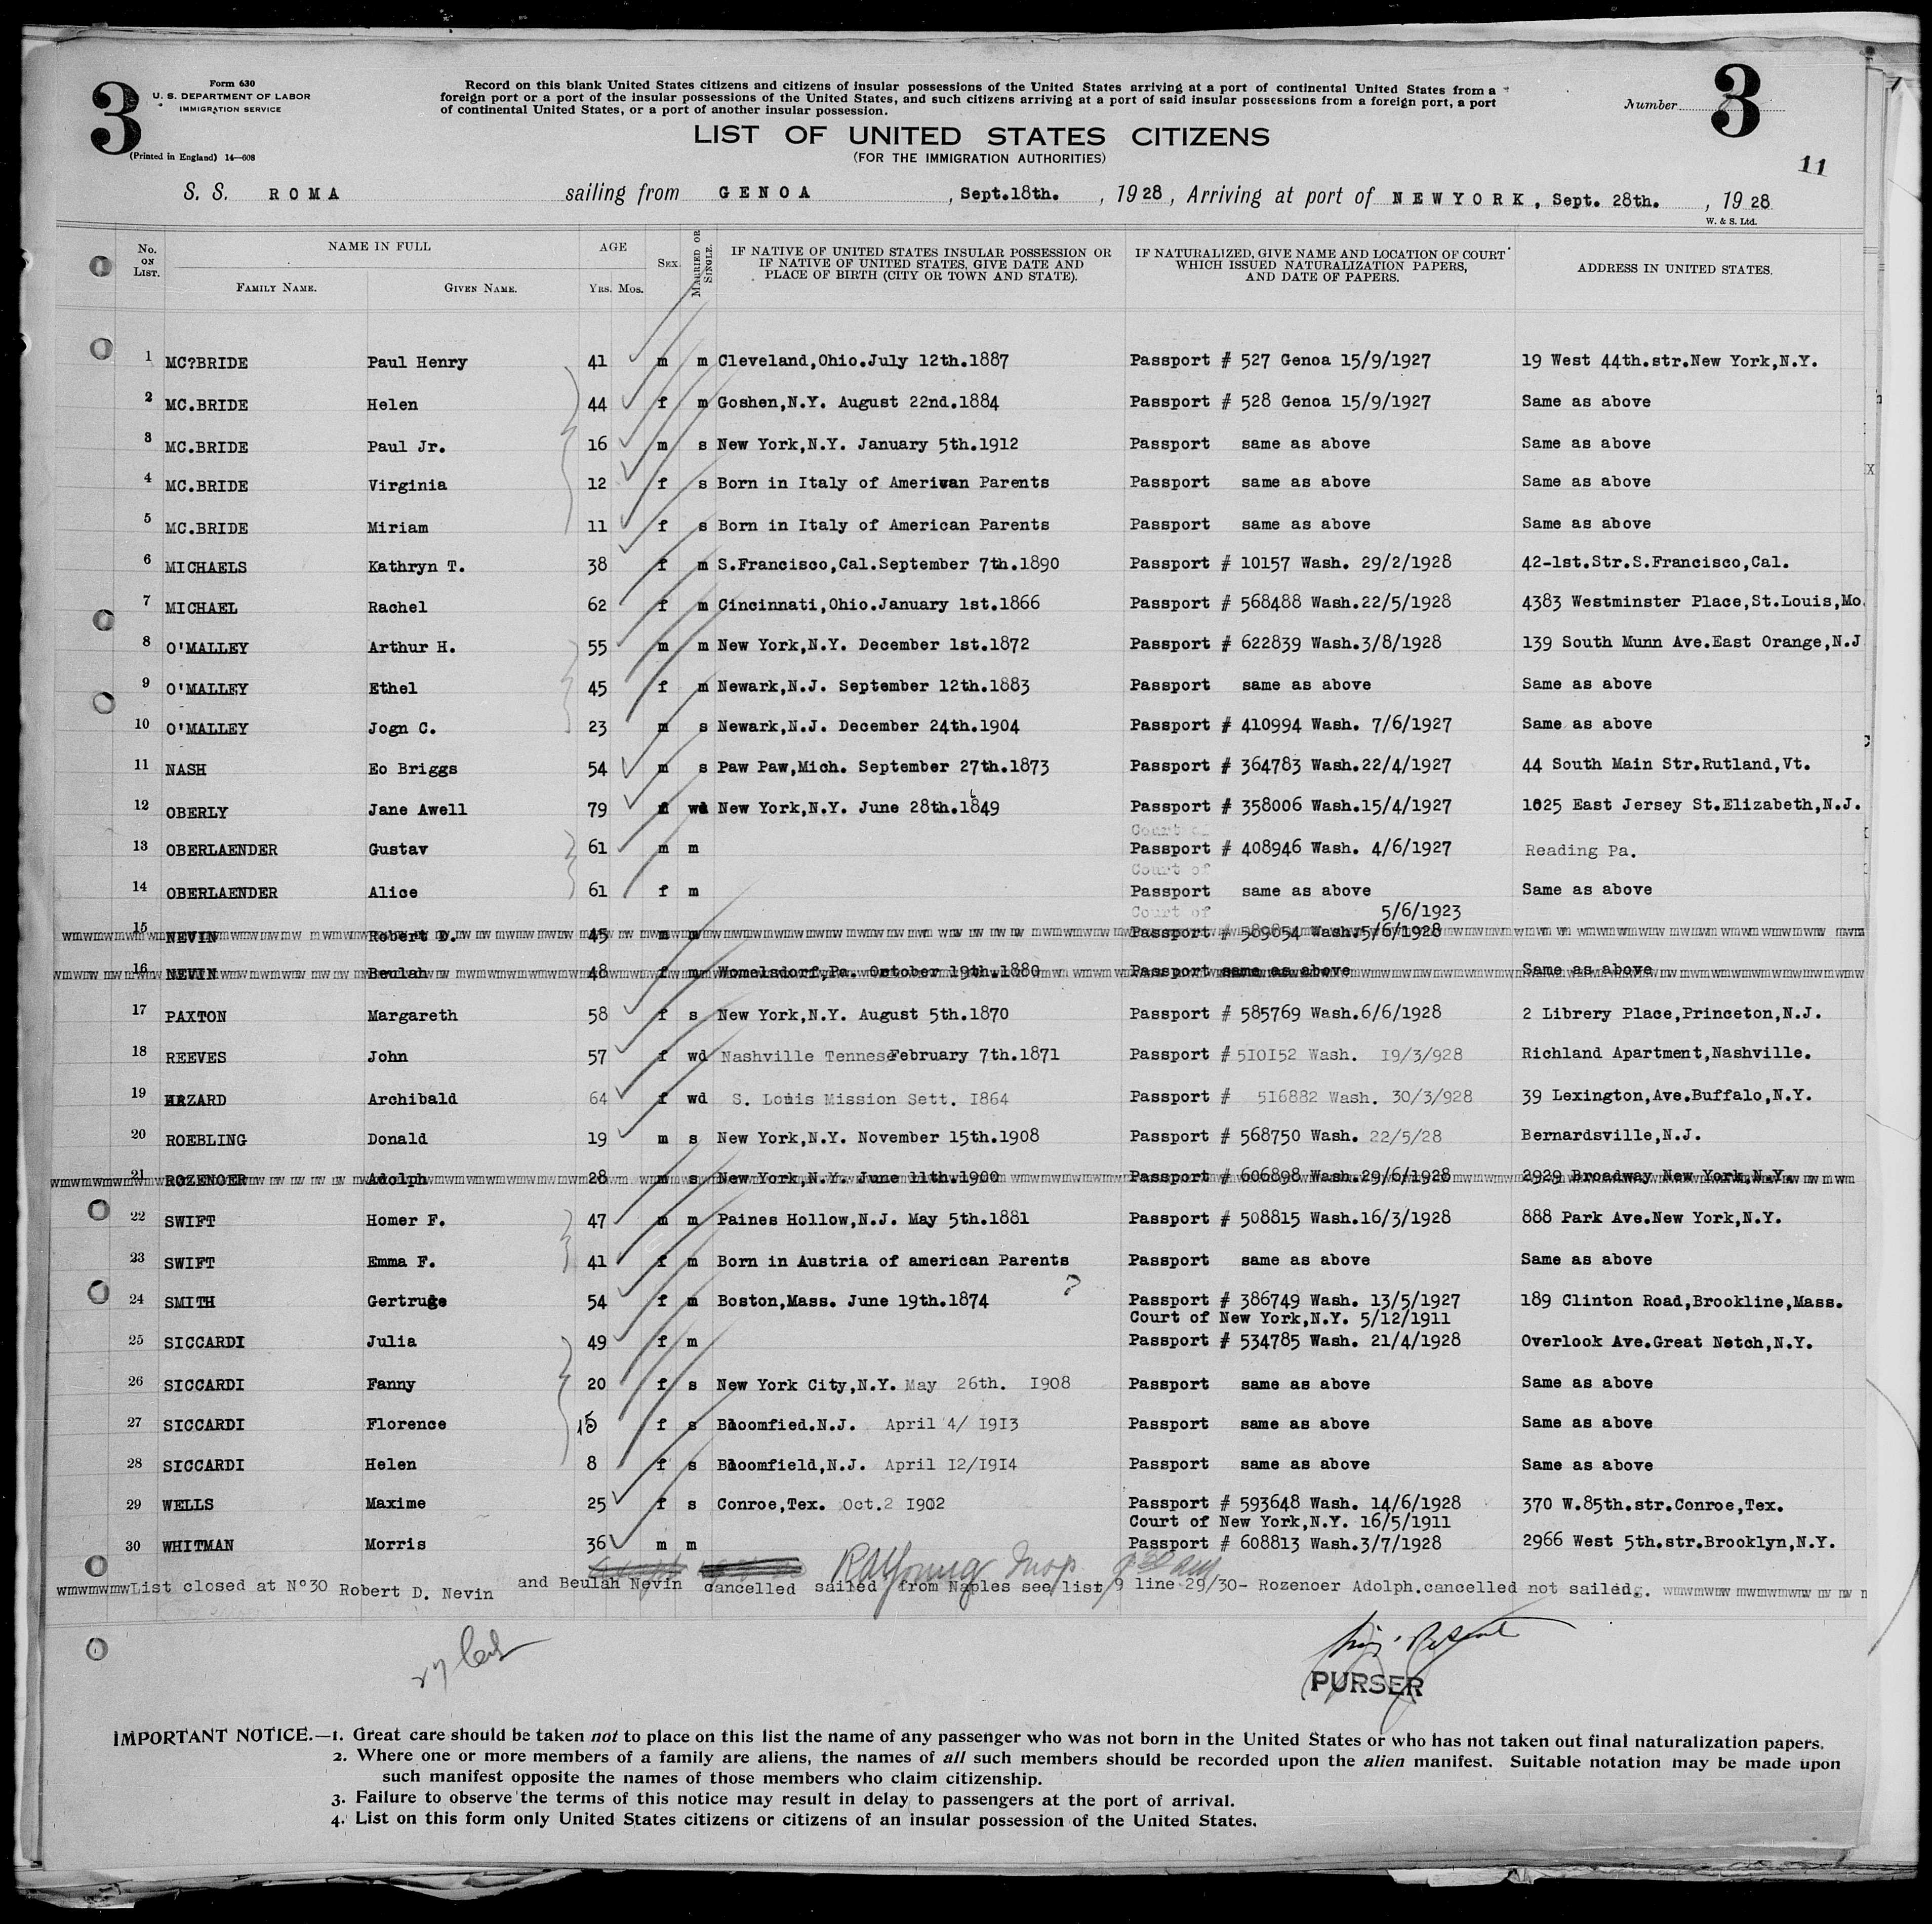 3
Form 630
U. S. DEPARTMENT OF LABOR
IMMIGRATION SERVICE
(Printed in England) 14—608
Record on this blank United States citizens and citizens of insular possessions of the United States arriving at a port of continental United States from a
foreign port or a port of the insular possessions of the United States, and such citizens arriving at a port of said insular possessions from a foreign port, a port
of continental United States, or a port of another insular possession.
Number 3
LIST OF UNITED STATES CITIZENS
(FOR THE IMMIGRATION AUTHORITIES)
11
S. S. ROMA sailing from GENOA, Sept.18th., 1928, Arriving at port of NEWYORK, Sept. 28th., 1928
W. & S. Ltd.
No. ON LIST. NAME IN FULL AGE SEX. MARRIED OR SINGLE. IF NATIVE OF UNITED STATES INSULAR POSSESSION OR IF NATIVE OF UNITED STATES, GIVE DATE AND PLACE OF BIRTH (CITY OR TOWN AND STATE). IF NATURALIZED, GIVE NAME AND LOCATION OF COURT WHICH ISSUED NATURALIZATION PAPERS, AND DATE OF PAPERS. ADDRESS IN UNITED STATES.
FAMILY NAME. GIVEN NAME. YRS. MOS.
1 MC?BRIDE Paul Henry 41 m m Cleveland,Ohio.July 12th.1887 Passport # 527 Genoa 15/9/1927 19 West 44th.str.New York,N.Y.
2 MC.BRIDE Helen 44 f m Goshen,N.Y. August 22nd.1884 Passport # 528 Genoa 15/9/1927 Same as above
3 MC.BRIDE Paul Jr. 16 m s New York,N.Y. January 5th.1912 Passport same as above Same as above
4 MC.BRIDE Virginia 12 f s Born in Italy of American Parents Passport same as above Same as above
5 MC.BRIDE Miriam 11 f s Born in Italy of American Parents Passport same as above Same as above
6 MICHAELS Kathryn T. 38 f m S.Francisco,Cal.September 7th.1890 Passport # 10157 Wash. 29/2/1928 42-1st.Str.S.Francisco,Cal.
7 MICHAEL Rachel 62 f m Cincinnati,Ohio.January 1st.1866 Passport # 568488 Wash.22/5/1928 4383 Westminster Place,St.Louis,Mo.
8 O'MALLEY Arthur H. 55 m m New York,N.Y. December 1st.1872 Passport # 622839 Wash.3/8/1928 139 South Munn Ave.East Orange,N.J
9 O'MALLEY Ethel 45 f m Newark,N.J. September 12th.1883 Passport same as above Same as above
10 O'MALLEY Jogn C. 23 m s Newark,N.J. December 24th.1904 Passport # 410994 Wash. 7/6/1927 Same as above
11 NASH Eo Briggs 54 m s Paw Paw,Mich. September 27th.1873 Passport # 364783 Wash.22/4/1927 44 South Main Str.Rutland,Vt.
12 OBERLY Jane Awell 79 f wd New York,N.Y. June 28th.1849 Passport # 358006 Wash.15/4/1927 1025 East Jersey St.Elizabeth,N.J.
Court of
13 OBERLAENDER Gustav 61 m m Passport # 408946 Wash. 4/6/1927 Reading Pa.
Court of
14 OBERLAENDER Alice 61 f m Passport same as above Same as above
Court of 5/6/1923
15 NEVIN Robert D. 45 m m Passport # 589654 Wash.5/6/1928
16 NEVIN Beulah 48 f m Womelsdorf,Pa. October 19th.1880 Passport same as above Same as above
17 PAXTON Margareth 58 f s New York,N.Y. August 5th.1870 Passport # 585769 Wash.6/6/1928 2 Librery Place,Princeton,N.J.
18 REEVES John 57 f wd Nashville Tennese February 7th.1871 Passport # 510152 Wash. 19/3/928 Richland Apartment,Nashville.
19 HAZARD Archibald 64 f wd S. Louis Mission Sett. 1864 Passport # 516882 Wash. 30/3/928 39 Lexington,Ave.Buffalo,N.Y.
20 ROEBLING Donald 19 m s New York,N.Y. November 15th.1908 Passport # 568750 Wash. 22/5/28 Bernardsville,N.J.
21 ROZENOER Adolph 28 m s New York,N.Y. June 11th.1900 Passport # 606898 Wash.29/6/1928 2929 Broadway New York,N.Y.
22 SWIFT Homer F. 47 m m Paines Hollow,N.J. May 5th.1881 Passport # 508815 Wash.16/3/1928 888 Park Ave.New York,N.Y.
23 SWIFT Emma F. 41 f m Born in Austria of american Parents Passport same as above Same as above
24 SMITH Gertruge 54 f m Boston,Mass. June 19th.1874 ? Passport # 386749 Wash. 13/5/1927 189 Clinton Road,Brookline,Mass.
Court of New York,N.Y. 5/12/1911
25 SICCARDI Julia 49 f m Passport # 534785 Wash. 21/4/1928 Overlook Ave.Great Notch,N.Y.
26 SICCARDI Fanny 20 f s New York City,N.Y. May 26th. 1908 Passport same as above Same as above
27 SICCARDI Florence 15 f s Bloomfied.N.J. April 4/ 1913 Passport same as above Same as above
28 SICCARDI Helen 8 f s Bloomfield,N.J. April 12/1914 Passport same as above Same as above
29 WELLS Maxime 25 f s Conroe,Tex. Oct.2 1902 Passport # 593648 Wash. 14/6/1928 370 W.85th.str.Conroe,Tex.
Court of New York,N.Y. 16/5/1911
30 WHITMAN Morris 36 m m Passport # 608813 Wash.3/7/1928 2966 West 5th.str.Brooklyn,N.Y.
RAYoung Insp
List closed at N°30 Robert D. Nevin and Beulah Nevin cancelled sailed from Naples see list 9 line 29/30- Rozenoer Adolph.cancelled not sailed.
27
PURSER
IMPORTANT NOTICE.—1. Great care should be taken not to place on this list the name of any passenger who was not born in the United States or who has not taken out final naturalization papers.
2. Where one or more members of a family are aliens, the names of all such members should be recorded upon the alien manifest. Suitable notation may be made upon
such manifest opposite the names of those members who claim citizenship.
3. Failure to observe the terms of this notice may result in delay to passengers at the port of arrival.
4. List on this form only United States citizens or citizens of an insular possession of the United States.